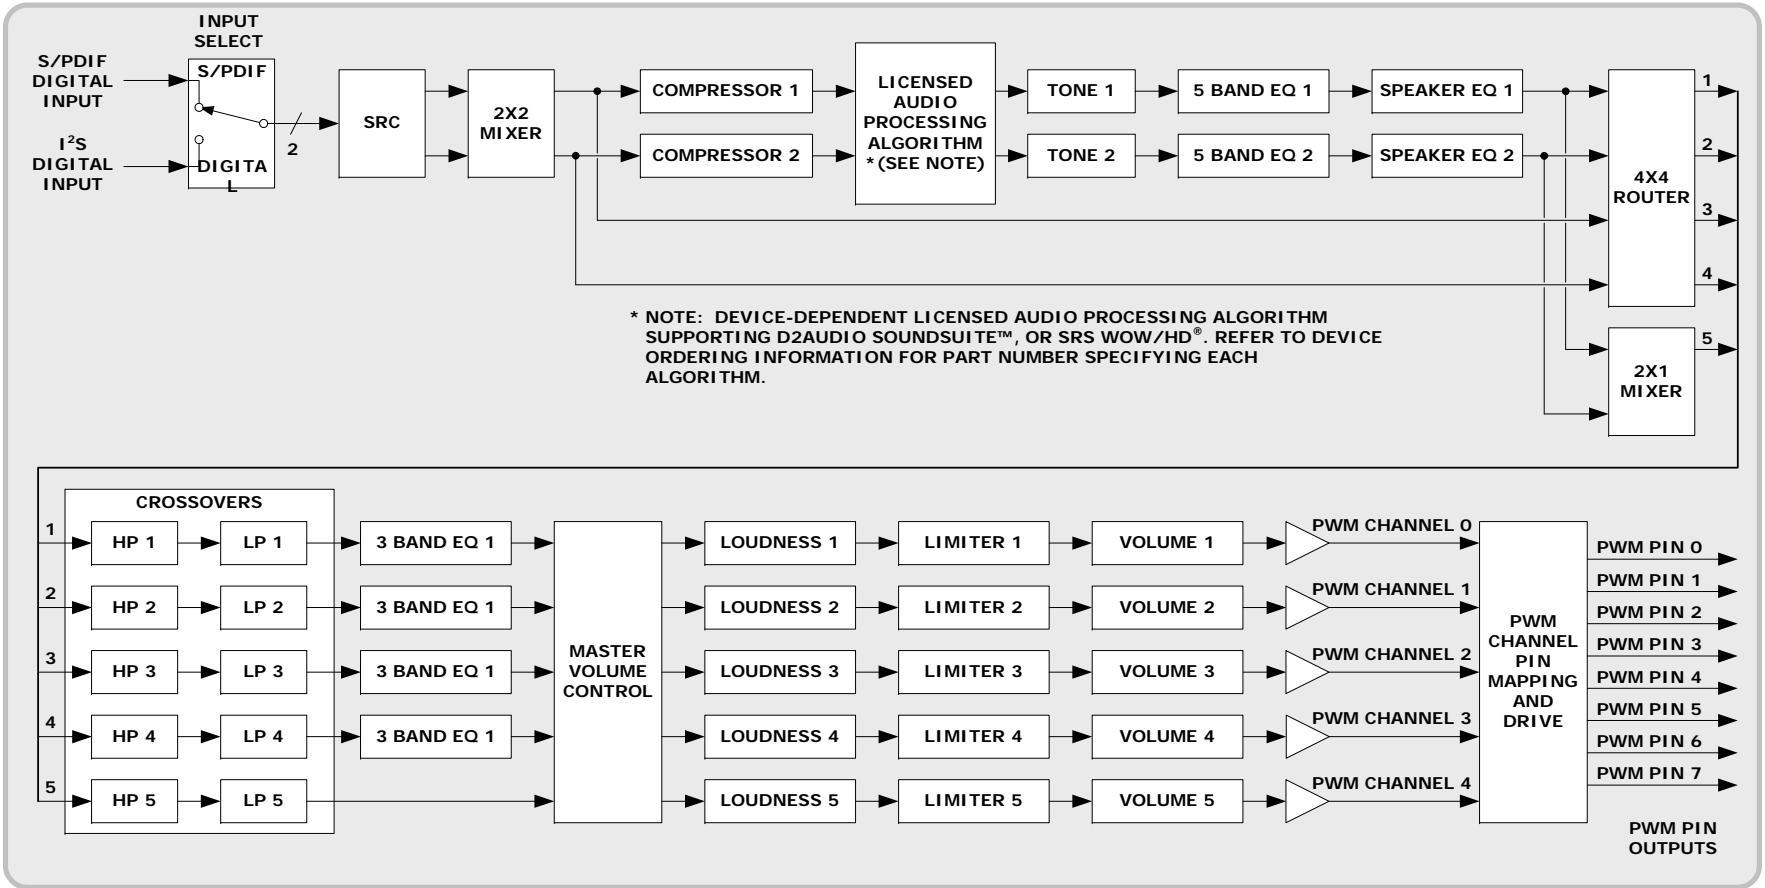 INPUT
SELECT
S/PDIF
DIGITAL
INPUT
I²S
DIGITAL
INPUT
S/PDIF
DIGITA
L
2
SRC
2X2
MIXER
COMPRESSOR 1
COMPRESSOR 2
LICENSED
AUDIO
PROCESSING
ALGORITHM
*(SEE NOTE)
TONE 1
TONE 2
5 BAND EQ 1
5 BAND EQ 2
SPEAKER EQ 1
SPEAKER EQ 2
4X4
ROUTER
1
2
3
4
2X1
MIXER
5
* NOTE: DEVICE-DEPENDENT LICENSED AUDIO PROCESSING ALGORITHM
SUPPORTING D2AUDIO SOUNDSUITE™, OR SRS WOW/HD®. REFER TO DEVICE
ORDERING INFORMATION FOR PART NUMBER SPECIFYING EACH
ALGORITHM.
CROSSOVERS
1
HP 1
LP 1
3 BAND EQ 1
2
HP 2
LP 2
3 BAND EQ 1
3
HP 3
LP 3
3 BAND EQ 1
4
HP 4
LP 4
3 BAND EQ 1
5
HP 5
LP 5
MASTER
VOLUME
CONTROL
LOUDNESS 1
LIMITER 1
VOLUME 1
PWM CHANNEL 0
LOUDNESS 2
LIMITER 2
VOLUME 2
PWM CHANNEL 1
LOUDNESS 3
LIMITER 3
VOLUME 3
PWM CHANNEL 2
LOUDNESS 4
LIMITER 4
VOLUME 4
PWM CHANNEL 3
LOUDNESS 5
LIMITER 5
VOLUME 5
PWM CHANNEL 4
PWM
CHANNEL
PIN
MAPPING
AND
DRIVE
PWM PIN 0
PWM PIN 1
PWM PIN 2
PWM PIN 3
PWM PIN 4
PWM PIN 5
PWM PIN 6
PWM PIN 7
PWM PIN
OUTPUTS